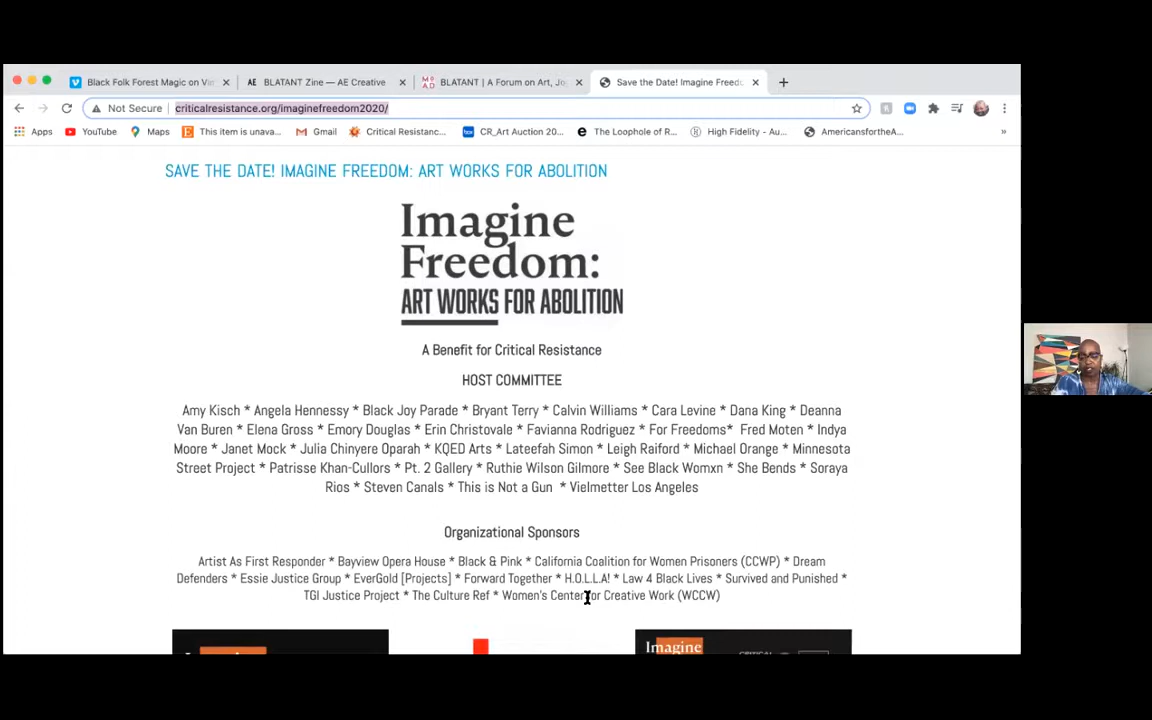 Black Folk Forest Magic on Vim
AE BLATANT Zine — AE Creative
BLATANT | A Forum on Art, Jo
Save the Date! Imagine Freedo
Not Secure
criticalresistance.org/imaginefreedom2020/
Apps
YouTube
Maps
This item is unava...
Gmail
Critical Resistanc...
CR_Art Auction 20...
The Loophole of R...
High Fidelity - Au...
AmericansfortheA...
SAVE THE DATE! IMAGINE FREEDOM: ART WORKS FOR ABOLITION
Imagine
Freedom:
ART WORKS FOR ABOLITION
A Benefit for Critical Resistance
HOST COMMITTEE
Amy Kisch * Angela Hennessy * Black Joy Parade * Bryant Terry * Calvin Williams * Cara Levine * Dana King * Deanna
Van Buren * Elena Gross * Emory Douglas * Erin Christovale * Favianna Rodriguez * For Freedoms* Fred Moten * Indya
Moore * Janet Mock * Julia Chinyere Oparah * KQED Arts * Lateefah Simon * Leigh Raiford * Michael Orange * Minnesota
Street Project * Patrisse Khan-Cullors * Pt. 2 Gallery * Ruthie Wilson Gilmore * See Black Womxn * She Bends * Soraya
Rios * Steven Canals * This is Not a Gun * Vielmetter Los Angeles
Organizational Sponsors
Artist As First Responder * Bayview Opera House * Black & Pink * California Coalition for Women Prisoners (CCWP) * Dream
Defenders * Essie Justice Group * EverGold [Projects] * Forward Together * H.O.L.L.A! * Law 4 Black Lives * Survived and Punished *
TGI Justice Project * The Culture Ref * Women's Center for Creative Work (WCCW)
Imagine